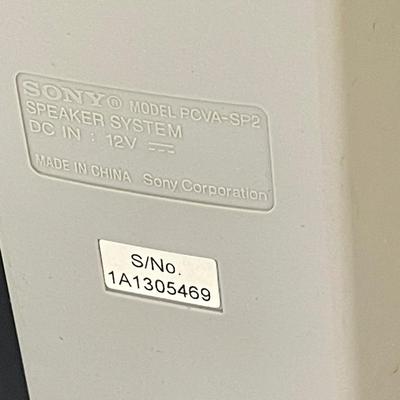 SONY® MODEL PCVA-SP2
SPEAKER SYSTEM
DC IN : 12V ⎓
MADE IN CHINA Sony Corporation
S/No.
1A1305469